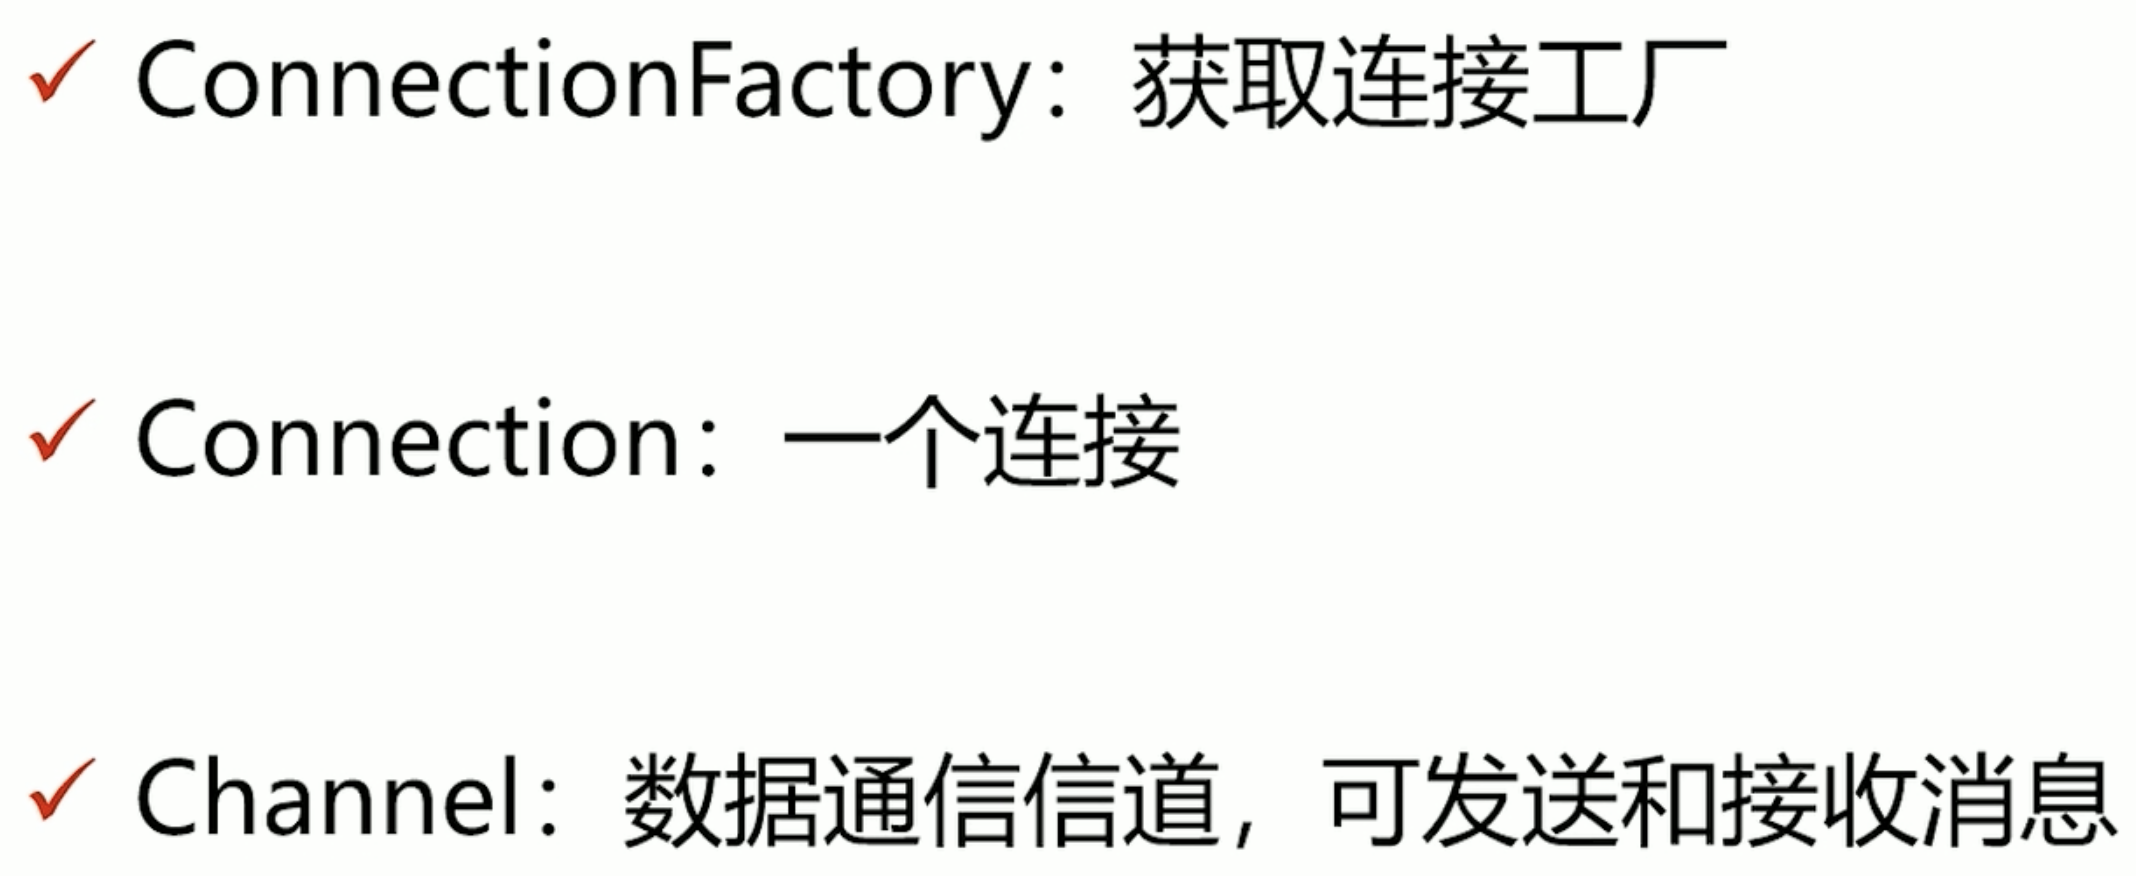 ConnectionFactory：获取连接工厂
Connection：一个连接
Channel：数据通信信道，可发送和接收消息